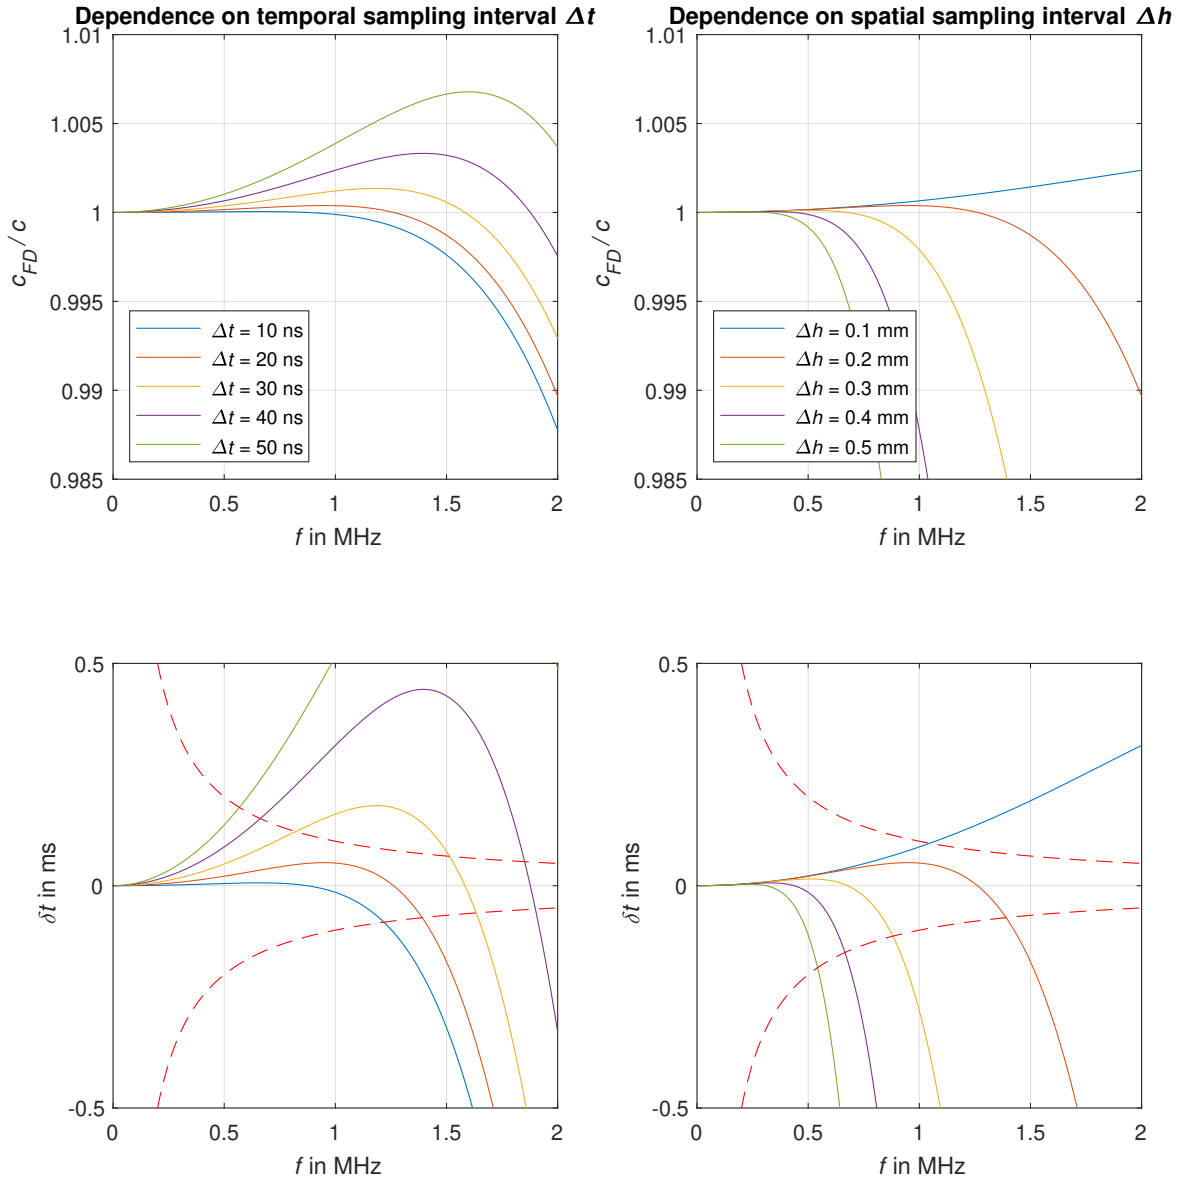 Dependence on temporal sampling interval Δt
1.01
1.005
1
0.995
0.99
0.985
c_FD / c
Δt = 10 ns
Δt = 20 ns
Δt = 30 ns
Δt = 40 ns
Δt = 50 ns
0 0.5 1 1.5 2
f in MHz
Dependence on spatial sampling interval Δh
1.01
1.005
1
0.995
0.99
0.985
c_FD / c
Δh = 0.1 mm
Δh = 0.2 mm
Δh = 0.3 mm
Δh = 0.4 mm
Δh = 0.5 mm
0 0.5 1 1.5 2
f in MHz
0.5
0
-0.5
δt in ms
0 0.5 1 1.5 2
f in MHz
0.5
0
-0.5
δt in ms
0 0.5 1 1.5 2
f in MHz